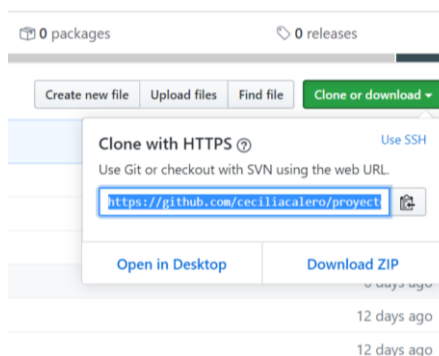 0 packages 0 releases
Create new file Upload files Find file Clone or download
Clone with HTTPS Use SSH
Use Git or checkout with SVN using the web URL.
https://github.com/ceciliacalero/proyect
Open in Desktop Download ZIP
days ago
12 days ago
12 days ago